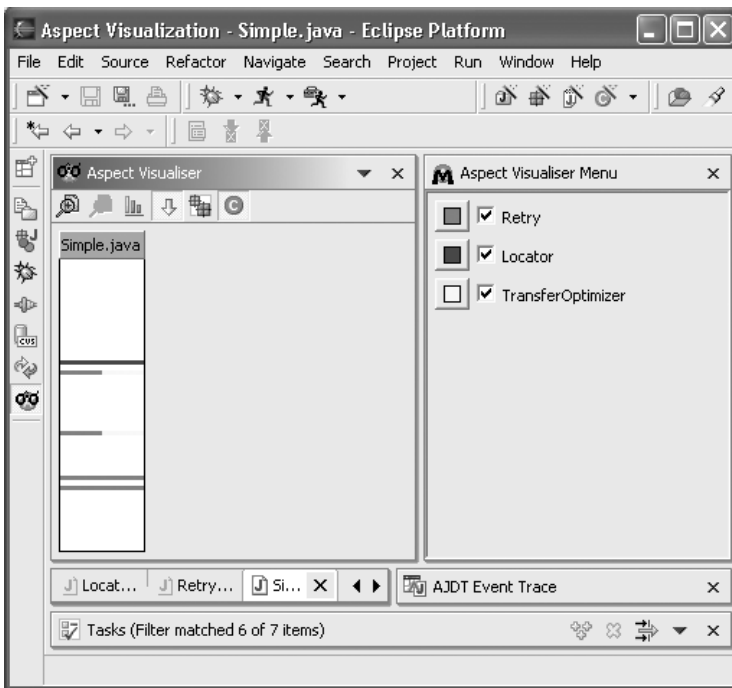 Aspect Visualization - Simple.java - Eclipse Platform
File Edit Source Refactor Navigate Search Project Run Window Help
Aspect Visualiser
Aspect Visualiser Menu
Simple.java
Retry
Locator
TransferOptimizer
CVS
Locat...
Retry...
Si...
AJDT Event Trace
Tasks (Filter matched 6 of 7 items)